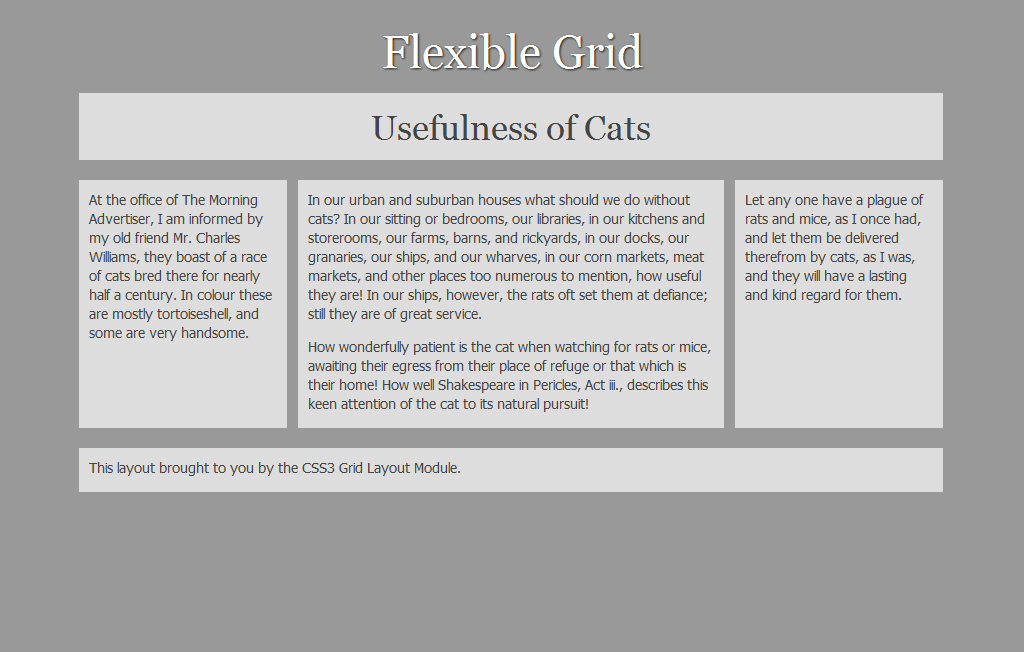 Flexible Grid
Usefulness of Cats
At the office of The Morning
Advertiser, I am informed by
my old friend Mr. Charles
Williams, they boast of a race
of cats bred there for nearly
half a century. In colour these
are mostly tortoiseshell, and
some are very handsome.
In our urban and suburban houses what should we do without
cats? In our sitting or bedrooms, our libraries, in our kitchens and
storerooms, our farms, barns, and rickyards, in our docks, our
granaries, our ships, and our wharves, in our corn markets, meat
markets, and other places too numerous to mention, how useful
they are! In our ships, however, the rats oft set them at defiance;
still they are of great service.
How wonderfully patient is the cat when watching for rats or mice,
awaiting their egress from their place of refuge or that which is
their home! How well Shakespeare in Pericles, Act iii., describes this
keen attention of the cat to its natural pursuit!
Let any one have a plague of
rats and mice, as I once had,
and let them be delivered
therefrom by cats, as I was,
and they will have a lasting
and kind regard for them.
This layout brought to you by the CSS3 Grid Layout Module.